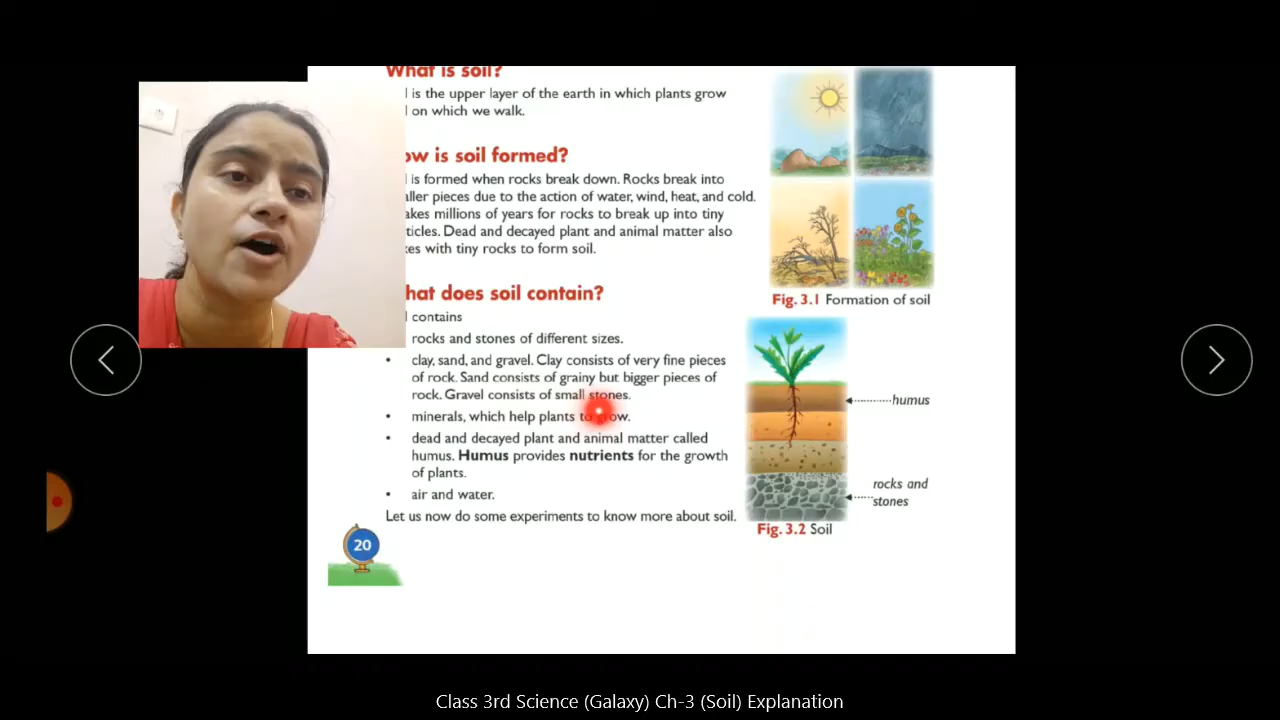 What is soil?
l is the upper layer of the earth in which plants grow
l on which we walk.
ow is soil formed?
l is formed when rocks break down. Rocks break into
aller pieces due to the action of water, wind, heat, and cold.
akes millions of years for rocks to break up into tiny
ticles. Dead and decayed plant and animal matter also
es with tiny rocks to form soil.
Fig. 3.1 Formation of soil
hat does soil contain?
l contains
rocks and stones of different sizes.
• clay, sand, and gravel. Clay consists of very fine pieces
of rock. Sand consists of grainy but bigger pieces of
rock. Gravel consists of small stones.
• minerals, which help plants to grow.
• dead and decayed plant and animal matter called
humus. Humus provides nutrients for the growth
of plants.
• air and water.
Let us now do some experiments to know more about soil.
humus
rocks and
stones
Fig. 3.2 Soil
20
Class 3rd Science (Galaxy) Ch-3 (Soil) Explanation